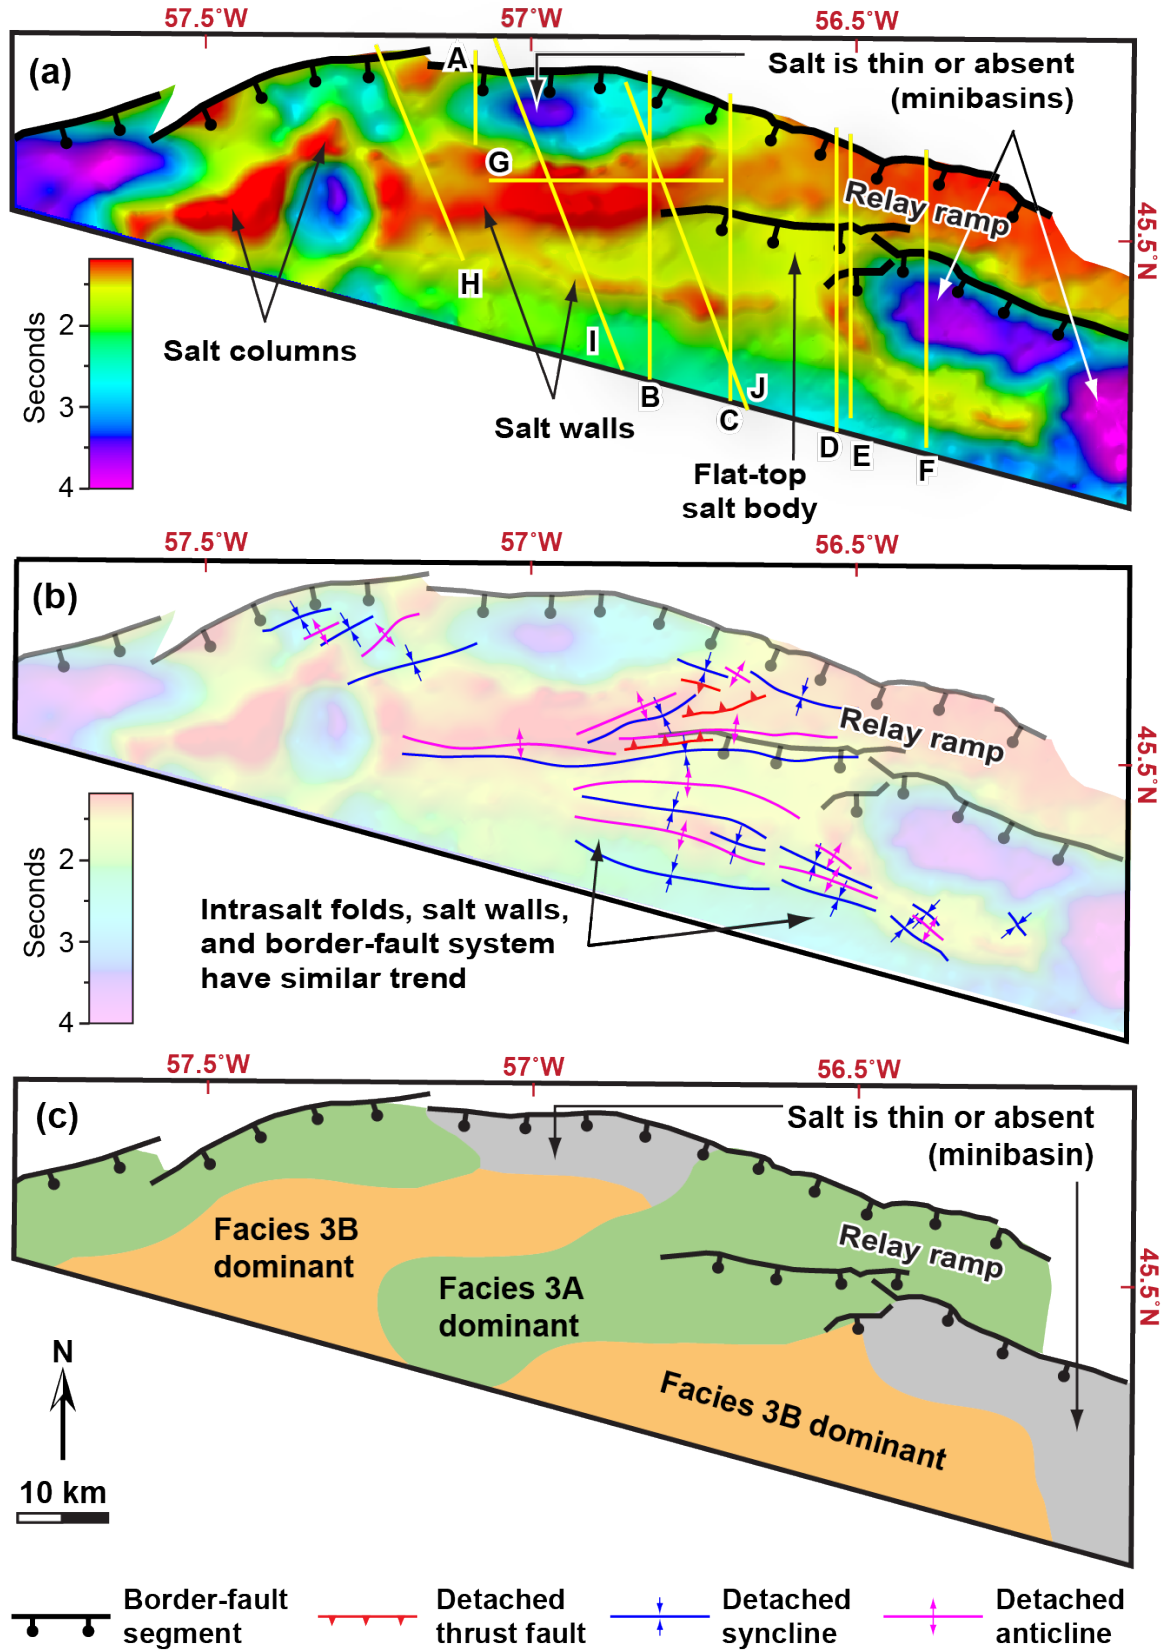 57.5°W
57°W
56.5°W
(a)
A
Salt is thin or absent
(minibasins)
G
Relay ramp
45.5°N
H
Salt columns
I
Salt walls
B
J
C
D
E
F
Flat-top
salt body
Seconds
2
3
4
57.5°W
57°W
56.5°W
(b)
Relay ramp
45.5°N
Intrasalt folds, salt walls,
and border-fault system
have similar trend
Seconds
2
3
4
57.5°W
57°W
56.5°W
(c)
Salt is thin or absent
(minibasin)
Facies 3B
dominant
Relay ramp
45.5°N
Facies 3A
dominant
Facies 3B dominant
N
10 km
Border-fault
segment
Detached
thrust fault
Detached
syncline
Detached
anticline